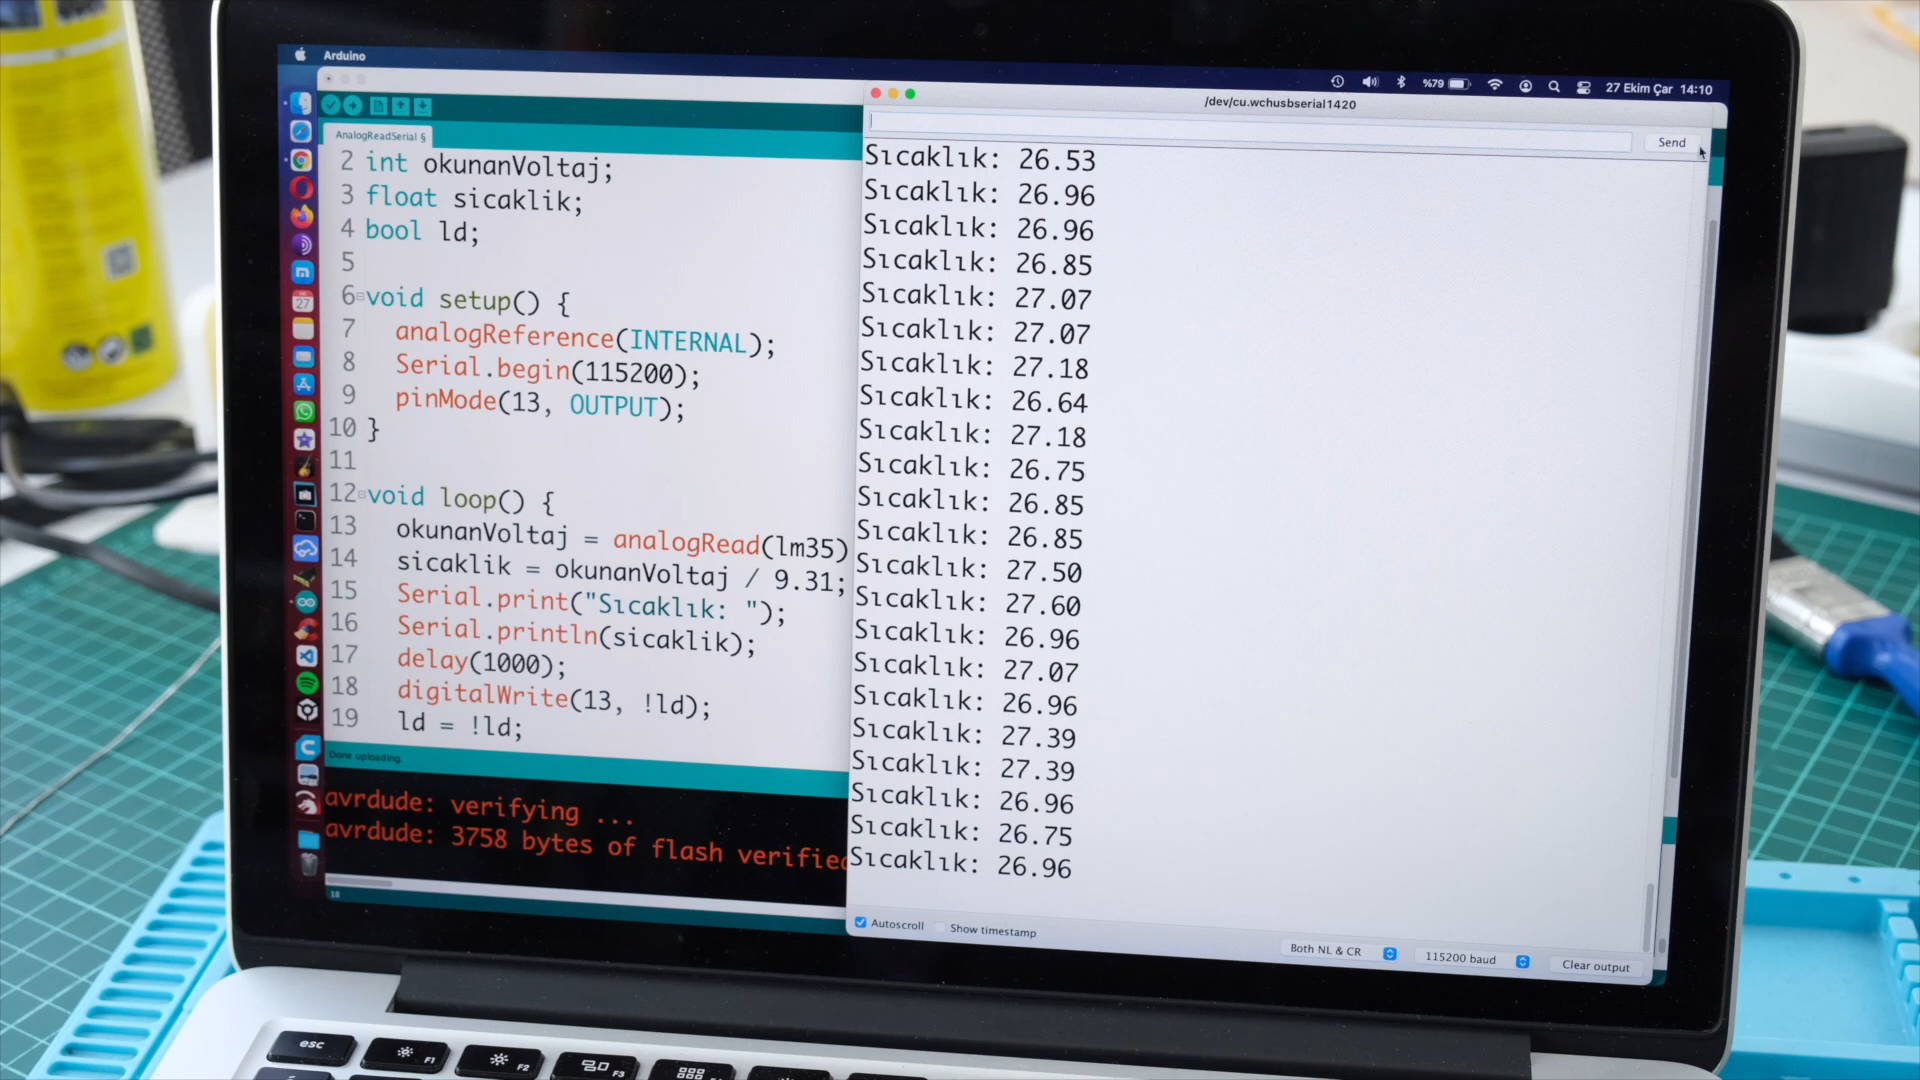 Arduino
%79
27 Ekim Çar 14:10
AnalogReadSerial §
2 int okunanVoltaj;
3 float sicaklik;
4 bool ld;
5
6 void setup() {
7 analogReference(INTERNAL);
8 Serial.begin(115200);
9 pinMode(13, OUTPUT);
10 }
11
12 void loop() {
13 okunanVoltaj = analogRead(lm35)
14 sicaklik = okunanVoltaj / 9.31;
15 Serial.print("Sıcaklık: ");
16 Serial.println(sicaklik);
17 delay(1000);
18 digitalWrite(13, !ld);
19 ld = !ld;
Done uploading.
avrdude: verifying ...
avrdude: 3758 bytes of flash verified
18
/dev/cu.wchusbserial1420
Send
Sıcaklık: 26.53
Sıcaklık: 26.96
Sıcaklık: 26.96
Sıcaklık: 26.85
Sıcaklık: 27.07
Sıcaklık: 27.07
Sıcaklık: 27.18
Sıcaklık: 26.64
Sıcaklık: 27.18
Sıcaklık: 26.75
Sıcaklık: 26.85
Sıcaklık: 26.85
Sıcaklık: 27.50
Sıcaklık: 27.60
Sıcaklık: 26.96
Sıcaklık: 27.07
Sıcaklık: 26.96
Sıcaklık: 27.39
Sıcaklık: 27.39
Sıcaklık: 26.96
Sıcaklık: 26.75
Sıcaklık: 26.96
Autoscroll
Show timestamp
Both NL & CR
115200 baud
Clear output
27
esc
F1
F2
F3